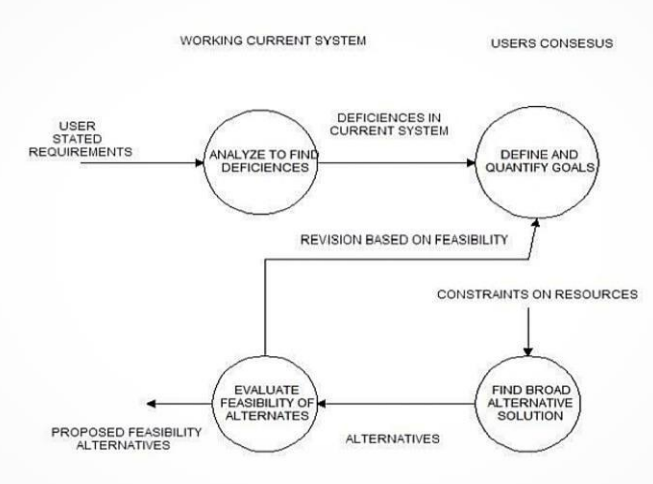 WORKING CURRENT SYSTEM
USERS CONSESUS
USER
STATED
REQUIREMENTS
ANALYZE TO FIND
DEFICIENCES
DEFICIENCES IN
CURRENT SYSTEM
DEFINE AND
QUANTIFY GOALS
REVISION BASED ON FEASIBILITY
CONSTRAINTS ON RESOURCES
EVALUATE
FEASIBILITY OF
ALTERNATES
FIND BROAD
ALTERNATIVE
SOLUTION
PROPOSED FEASIBILITY
ALTERNATIVES
ALTERNATIVES